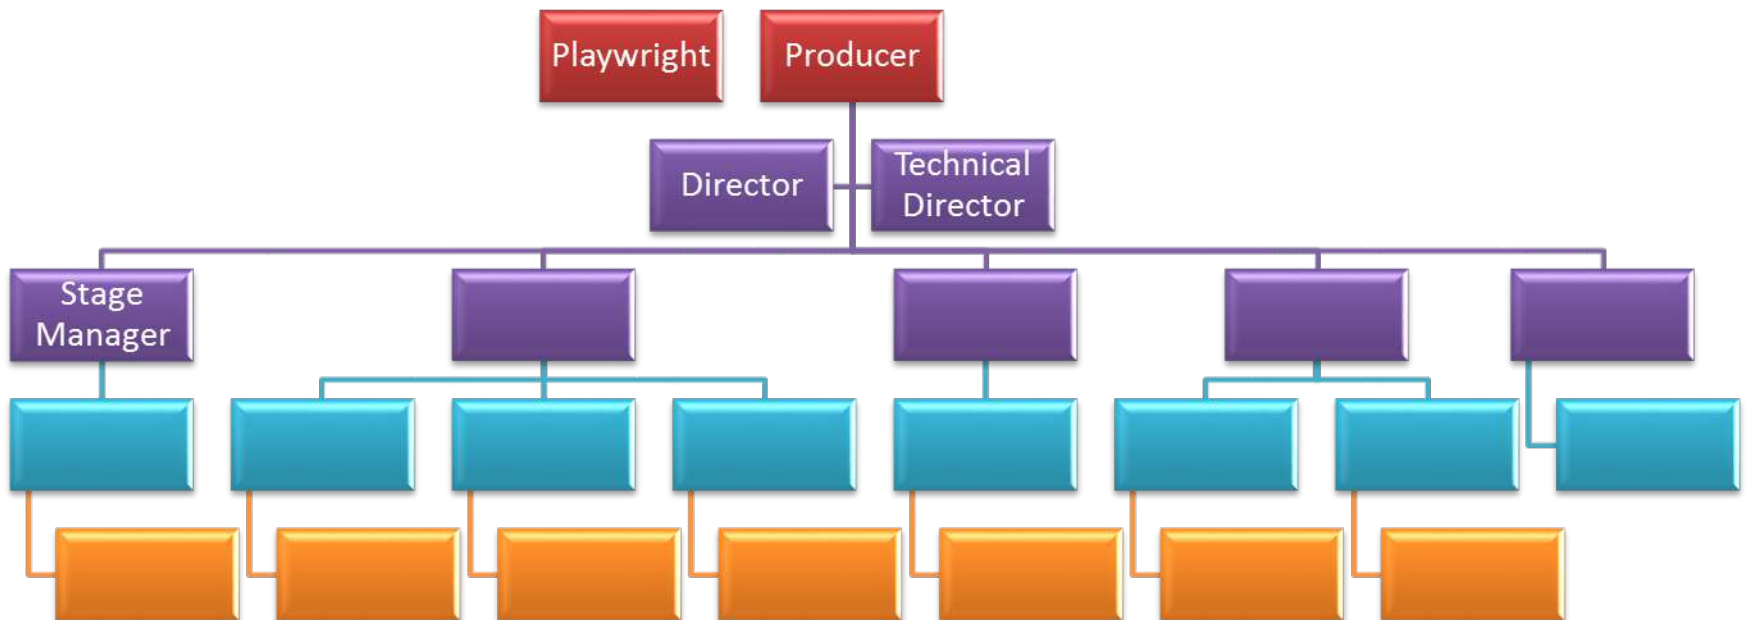 Playwright
Producer
Director
Technical
Director
Stage
Manager